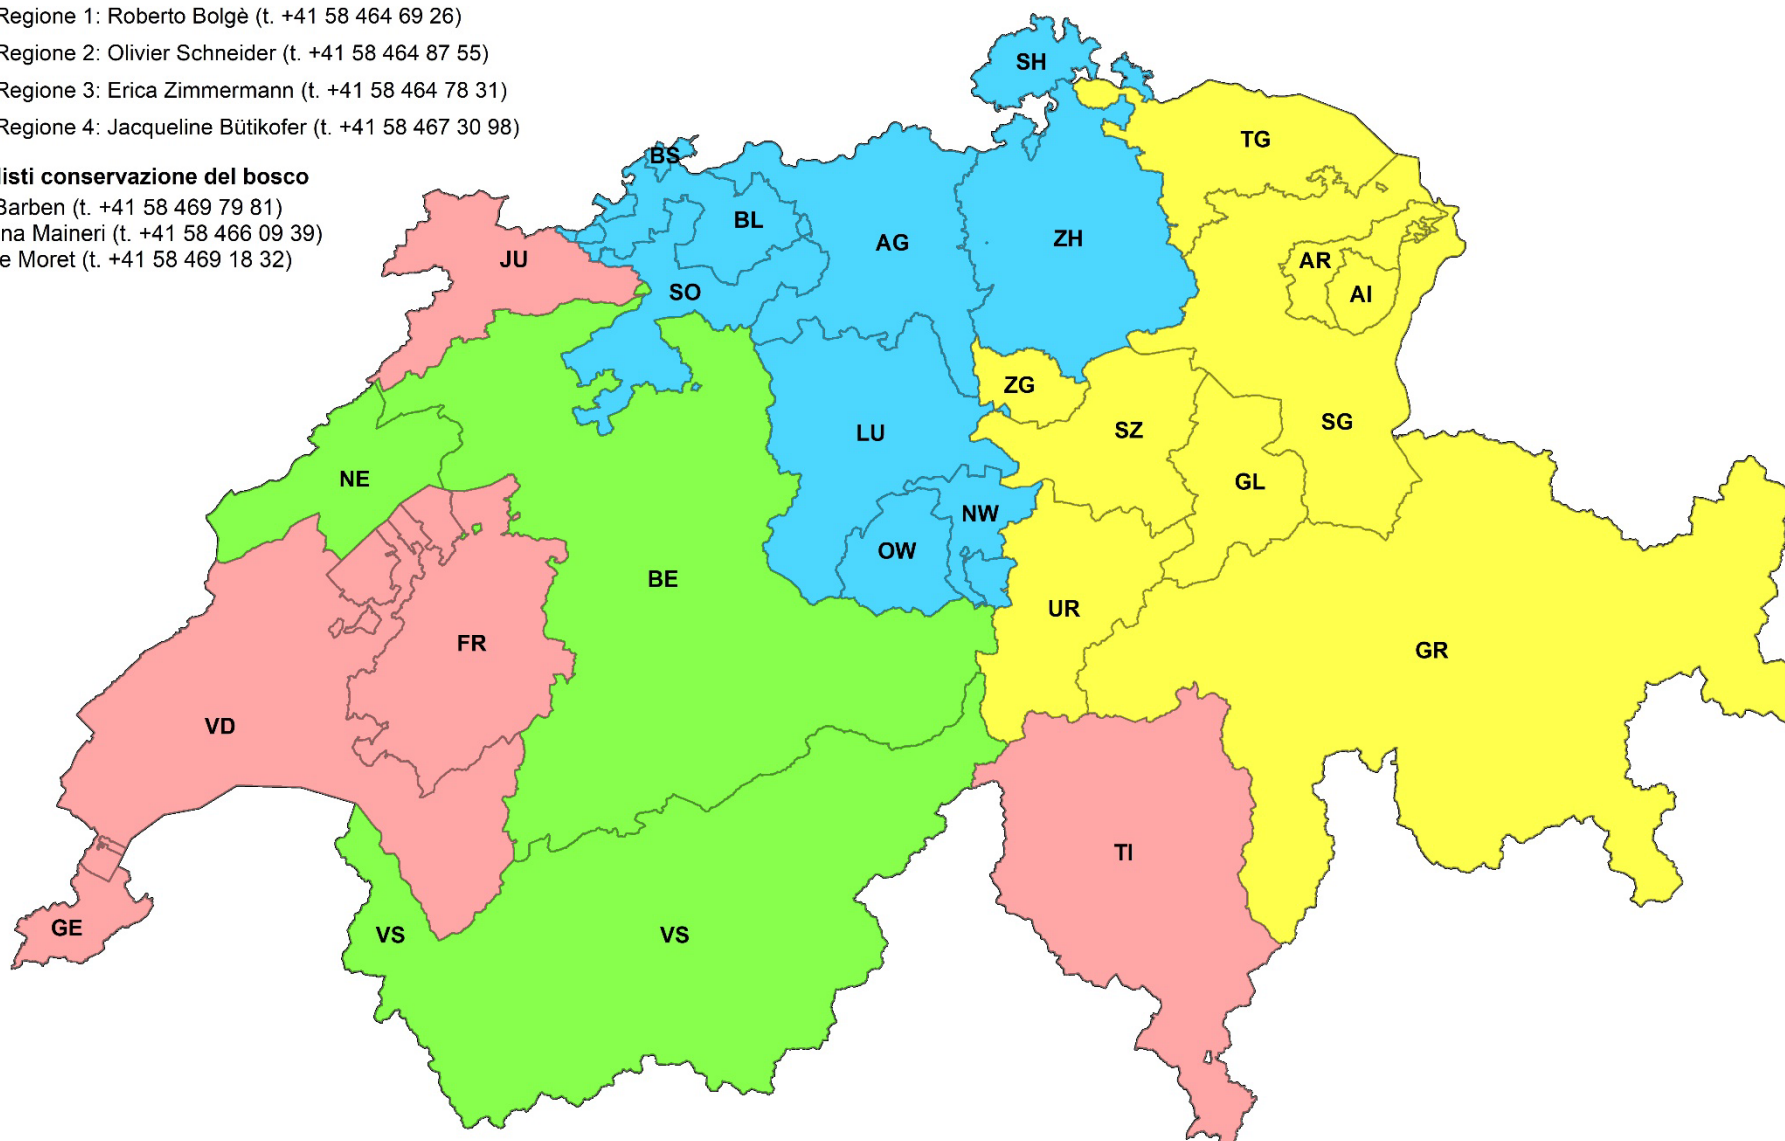 Regione 1: Roberto Bolgè (t. +41 58 464 69 26)
Regione 2: Olivier Schneider (t. +41 58 464 87 55)
Regione 3: Erica Zimmermann (t. +41 58 464 78 31)
Regione 4: Jacqueline Bütikofer (t. +41 58 467 30 98)
conservazione del bosco
Barben (t. +41 58 469 79 81)
Maineri (t. +41 58 466 09 39)
Moret (t. +41 58 469 18 32)
SH
BS
TG
BL
AG
ZH
JU
AR
SO
AI
ZG
SZ
SG
LU
NE
GL
NW
OW
BE
UR
FR
GR
VD
TI
GE
VS
VS